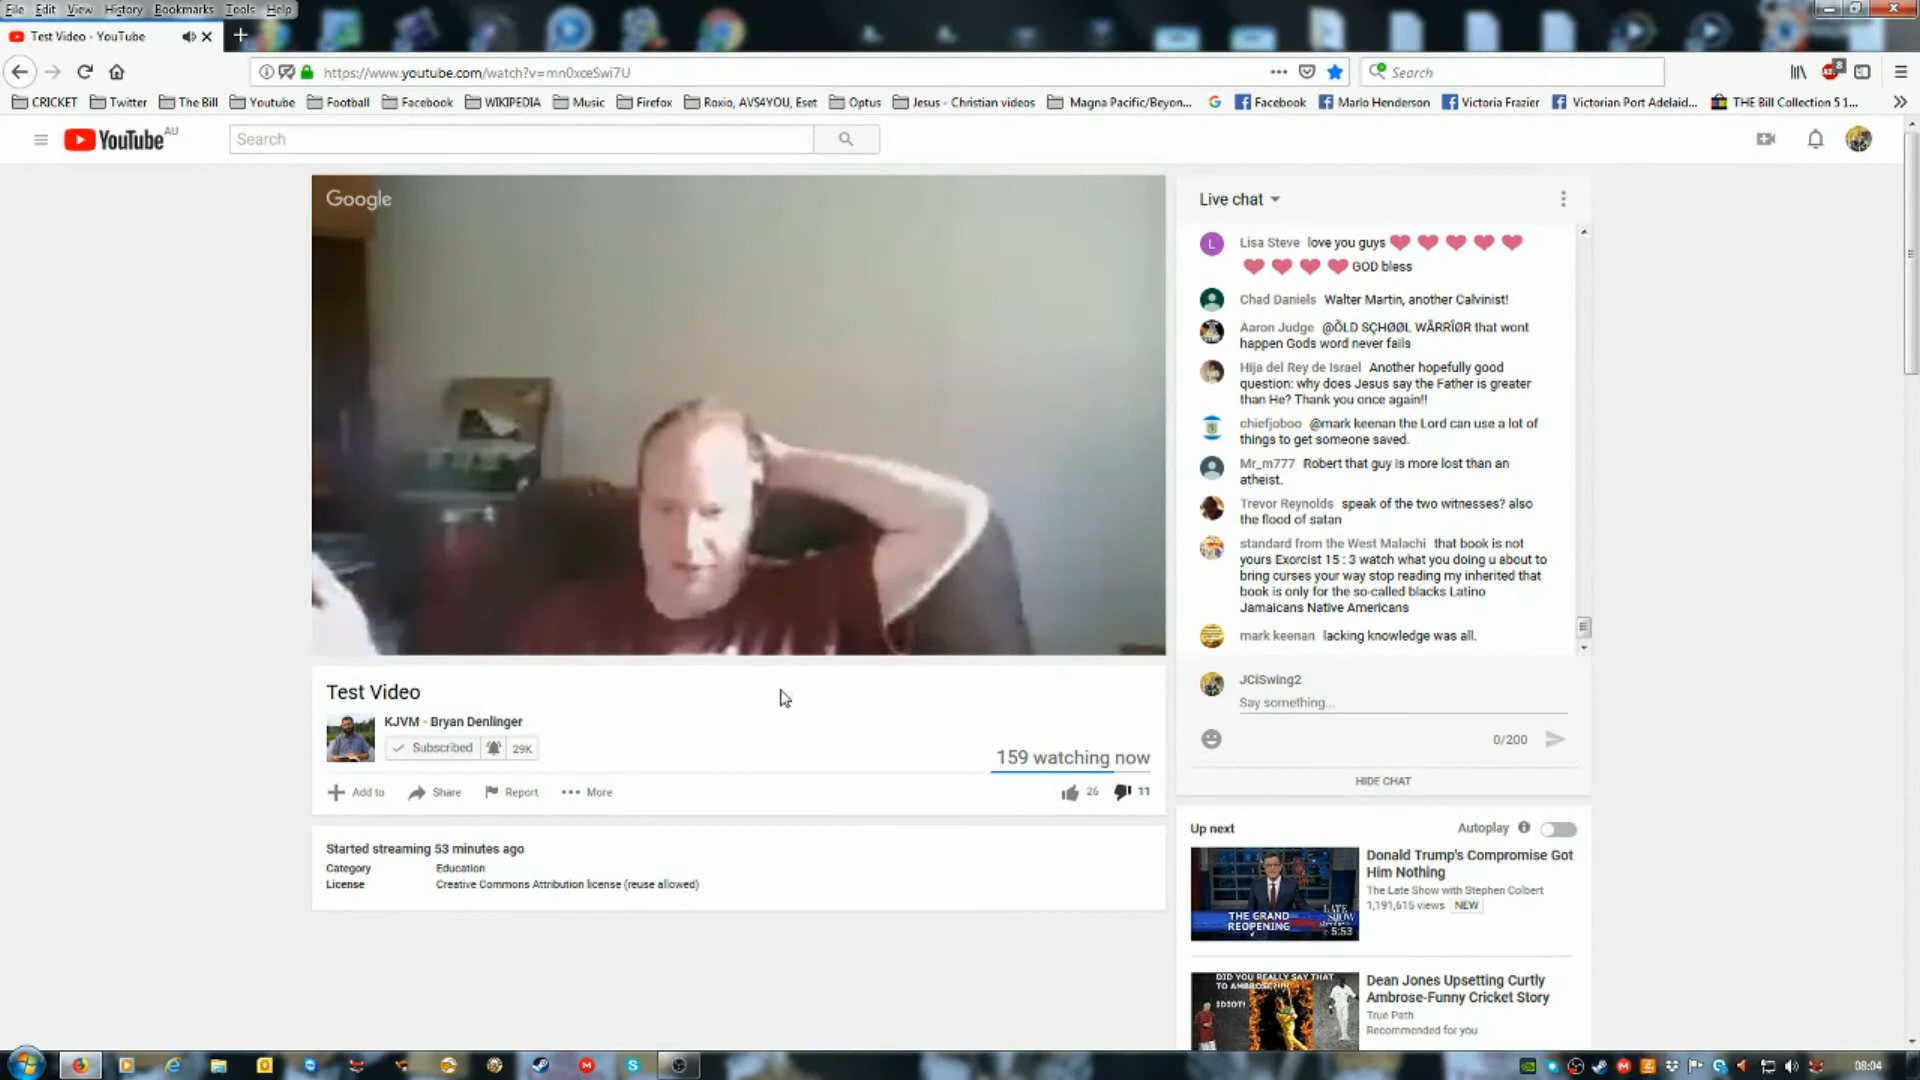 File Edit View History Bookmarks Tools Help
Test Video - YouTube
https://www.youtube.com/watch?v=mn0xceSwi7U
Search
CRICKET Twitter The Bill Youtube Football Facebook WIKIPEDIA Music Firefox Roxio, AVS4YOU, Eset Optus Jesus - Christian videos Magna Pacific/Beyon... Facebook Marlo Henderson Victoria Frazier Victorian Port Adelaid... THE Bill Collection 5 1...
YouTube AU
Search
Google
Live chat
Lisa Steve love you guys
GOD bless
Chad Daniels Walter Martin, another Calvinist!
Aaron Judge @ÕLD SÇHØØL WÃRRÎØR that wont
happen Gods word never fails
Hija del Rey de Israel Another hopefully good
question: why does Jesus say the Father is greater
than He? Thank you once again!!
chiefjoboo @mark keenan the Lord can use a lot of
things to get someone saved.
Mr_m777 Robert that guy is more lost than an
atheist.
Trevor Reynolds speak of the two witnesses? also
the flood of satan
standard from the West Malachi that book is not
yours Exorcist 15 : 3 watch what you doing u about to
bring curses your way stop reading my inherited that
book is only for the so-called blacks Latino
Jamaicans Native Americans
mark keenan lacking knowledge was all.
JCiSwing2
Say something...
0/200
HIDE CHAT
Test Video
KJVM - Bryan Denlinger
Subscribed 29K
159 watching now
Add to Share Report More
26 11
Started streaming 53 minutes ago
Category Education
License Creative Commons Attribution license (reuse allowed)
Up next
Autoplay
THE GRAND
REOPENING
LATE
SHOW
5:53
Donald Trump's Compromise Got
Him Nothing
The Late Show with Stephen Colbert
1,191,615 views NEW
DID YOU REALLY SAY THAT
TO AMBROSE?!!!
IDIOT!
Dean Jones Upsetting Curtly
Ambrose-Funny Cricket Story
True Path
Recommended for you
08:04